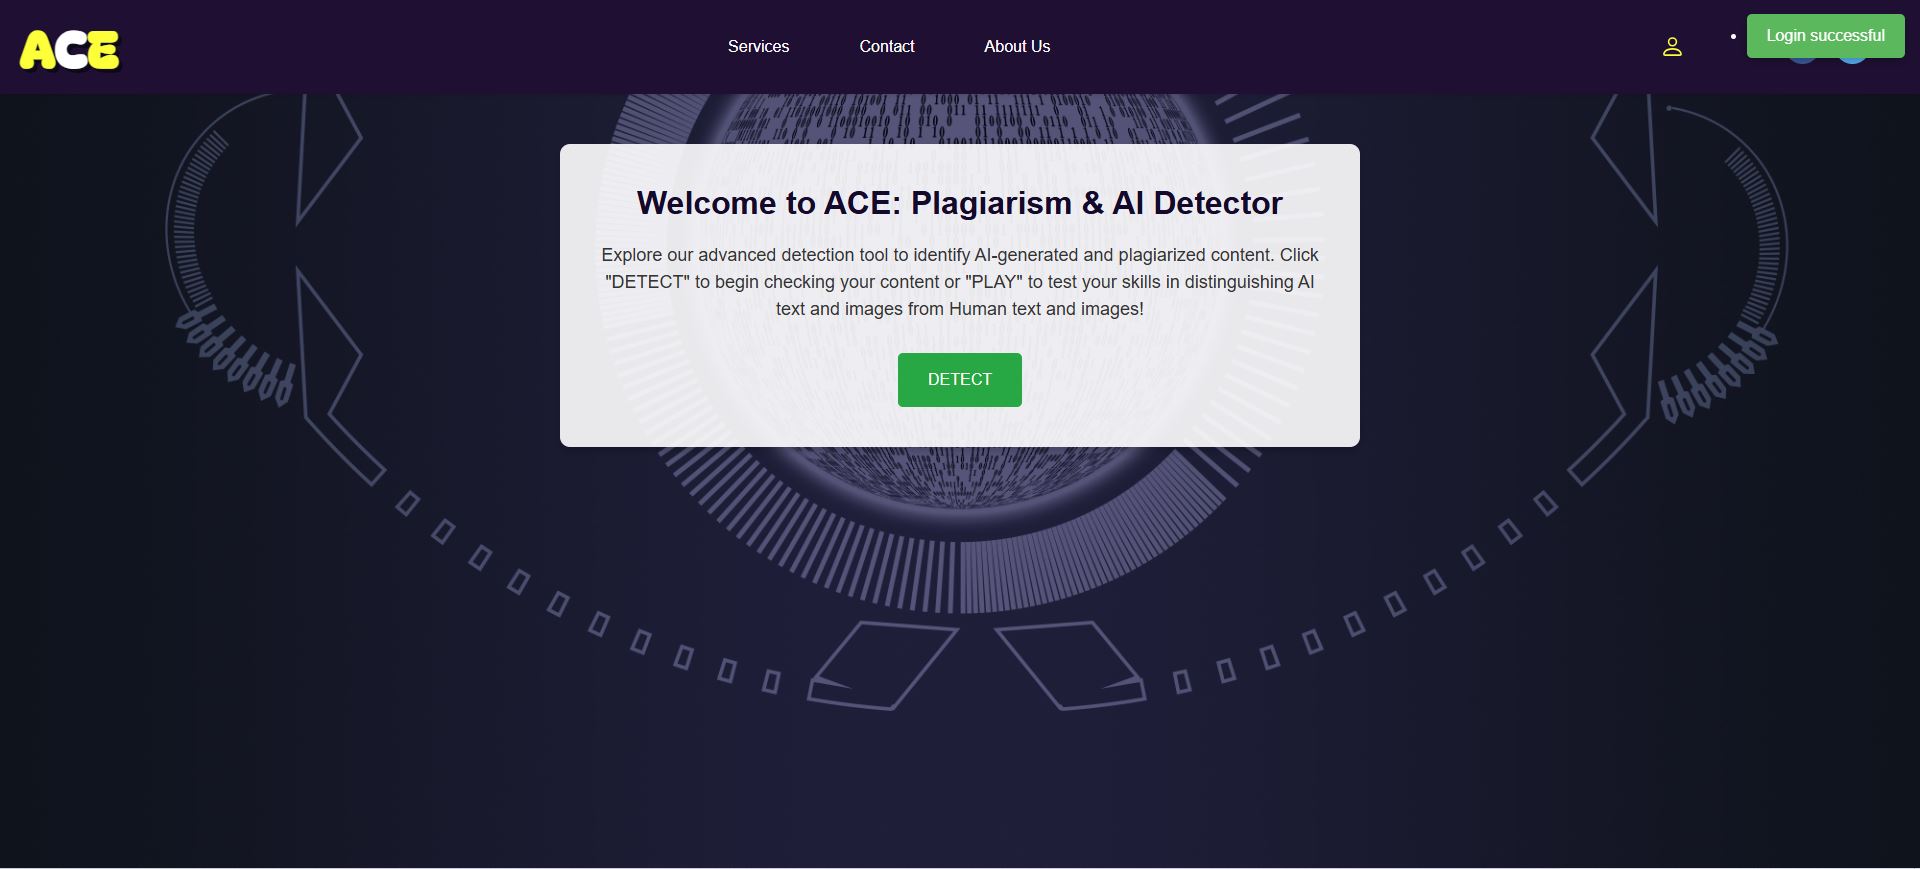 ACE
Services
Contact
About Us
Login successful
Welcome to ACE: Plagiarism & AI Detector
Explore our advanced detection tool to identify AI-generated and plagiarized content. Click
"DETECT" to begin checking your content or "PLAY" to test your skills in distinguishing AI
text and images from Human text and images!
DETECT